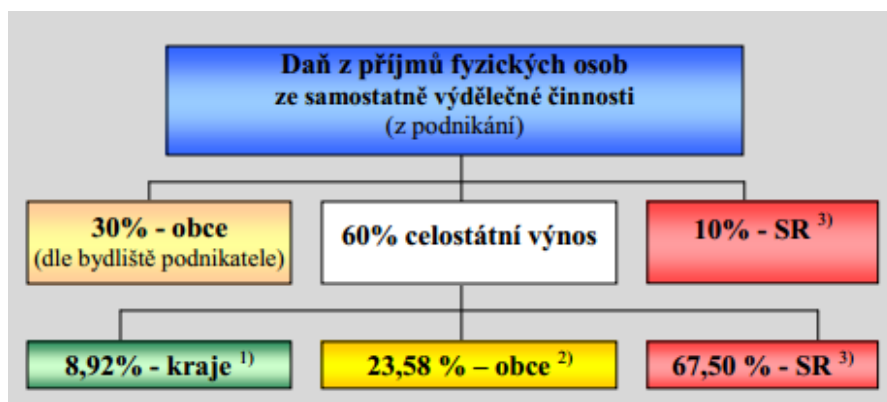 Daň z příjmů fyzických osob
ze samostatně výdělečné činnosti
(z podnikání)
30% - obce
(dle bydliště podnikatele)
60% celostátní výnos
10% - SR 3)
8,92% - kraje 1)
23,58 % – obce 2)
67,50 % - SR 3)